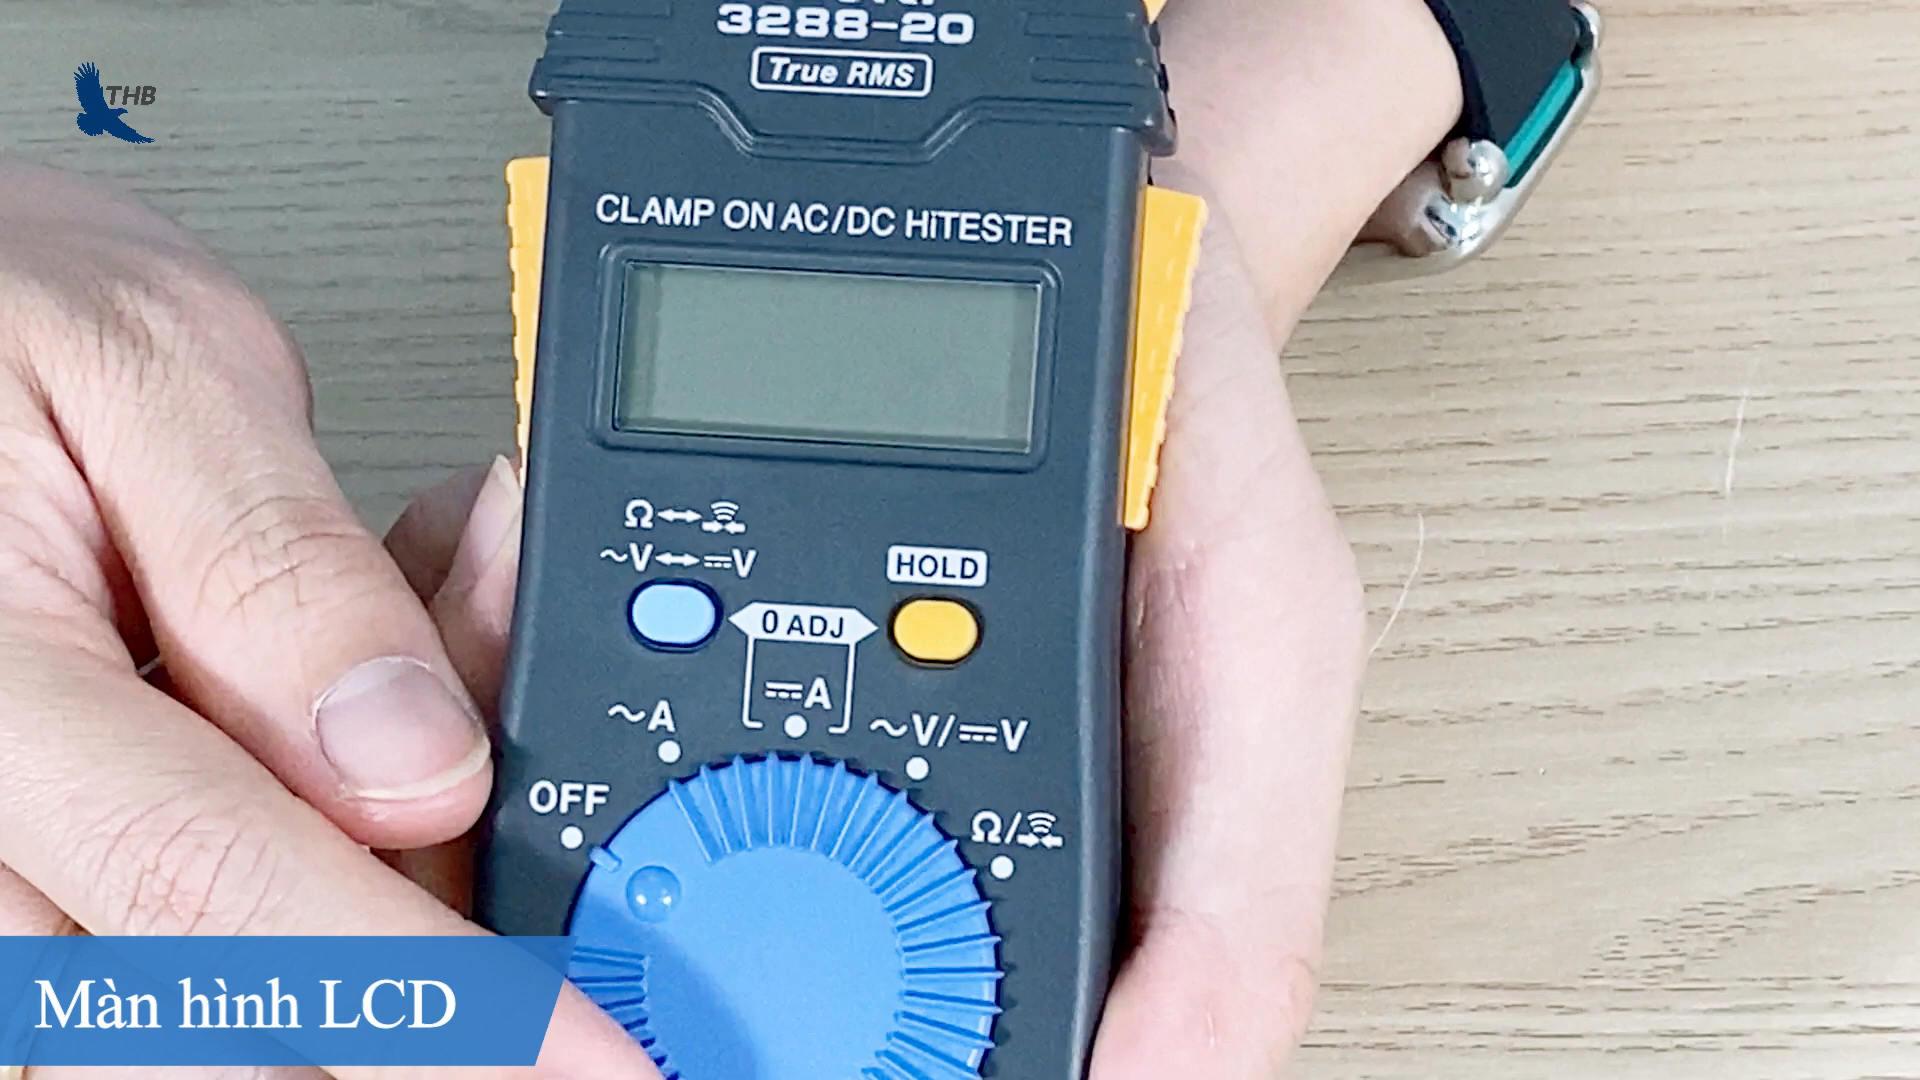 3288-20
True RMS
THB
CLAMP ON AC/DC HiTESTER
Ω↔
~V↔⎓V
HOLD
0 ADJ
⎓A
~A
~V/⎓V
OFF
Ω/
Màn hình LCD